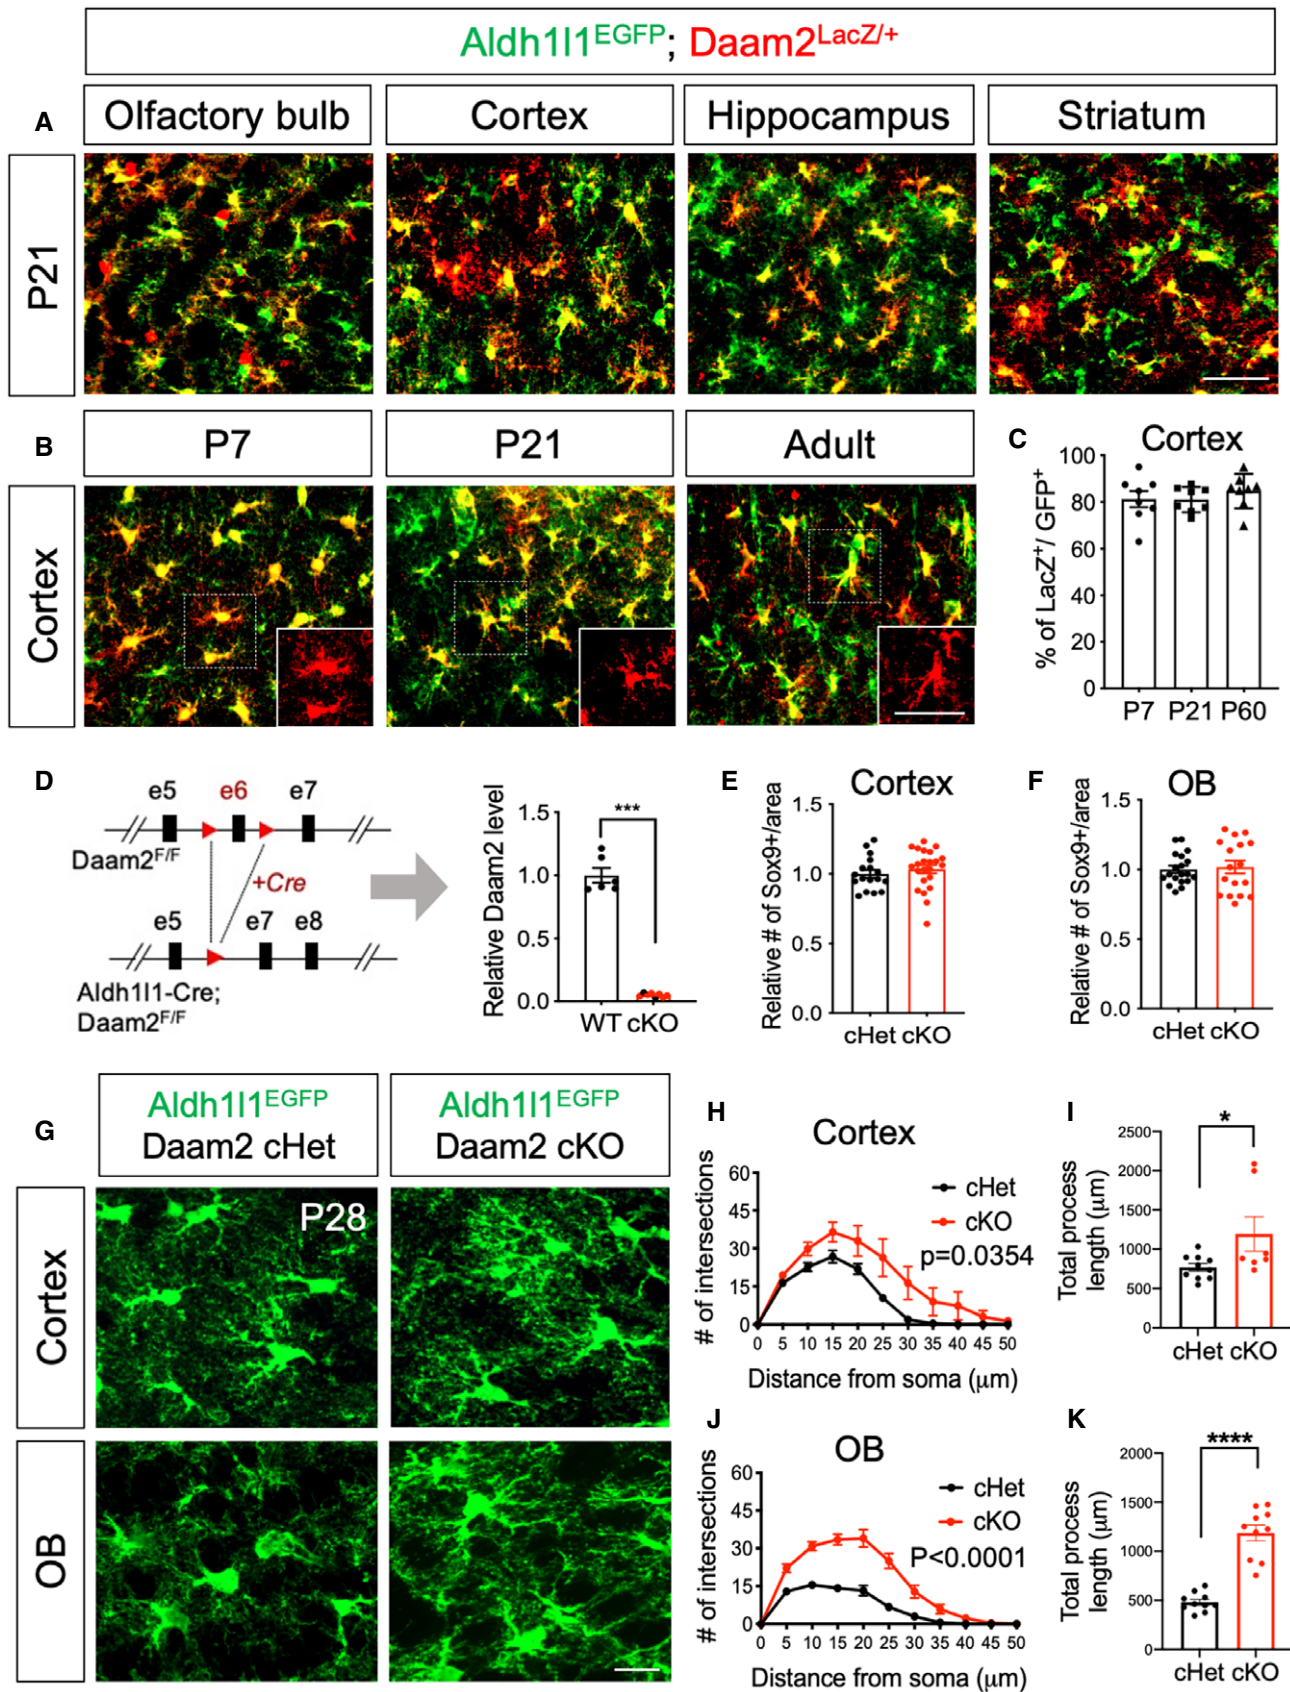 Aldh1l1EGFP; Daam2LacZ/+
A
Olfactory bulb
Cortex
Hippocampus
Striatum
P21
B
P7
P21
Adult
Cortex
C
Cortex
% of LacZ+/ GFP+
100
80
60
40
20
0
P7 P21 P60
D
e5 e6 e7
Daam2F/F
+Cre
e5 e7 e8
Aldh1l1-Cre;
Daam2F/F
Relative Daam2 level
1.5
1.0
0.5
0.0
***
WT cKO
E
Cortex
Relative # of Sox9+/area
1.5
1.0
0.5
0.0
cHet cKO
F
OB
Relative # of Sox9+/area
1.5
1.0
0.5
0.0
cHet cKO
G
Aldh1l1EGFP
Daam2 cHet
Aldh1l1EGFP
Daam2 cKO
Cortex
P28
OB
H
Cortex
# of intersections
60
45
30
15
0
cHet
cKO
p=0.0354
0 5 10 15 20 25 30 35 40 45 50
Distance from soma (μm)
I
Total process
length (μm)
2500
2000
1500
1000
500
0
*
cHet cKO
J
OB
# of intersections
60
45
30
15
0
cHet
cKO
P<0.0001
0 5 10 15 20 25 30 35 40 45 50
Distance from soma (μm)
K
Total process
length (μm)
2000
1500
1000
500
0
****
cHet cKO